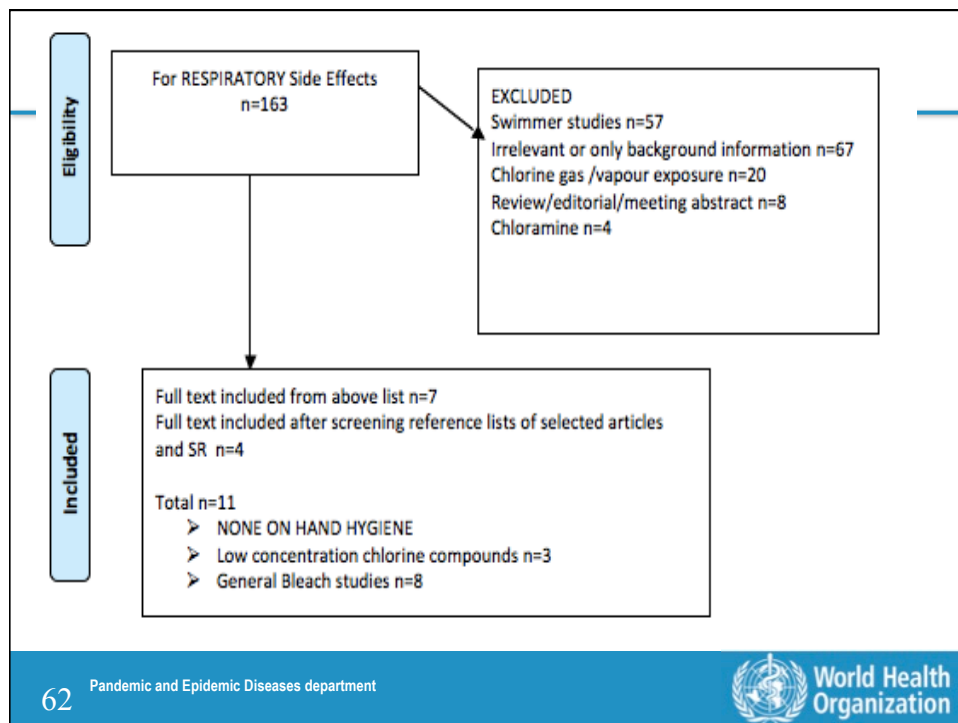 Eligibility
For RESPIRATORY Side Effects
n=163
EXCLUDED
Swimmer studies n=57
Irrelevant or only background information n=67
Chlorine gas /vapour exposure n=20
Review/editorial/meeting abstract n=8
Chloramine n=4
Included
Full text included from above list n=7
Full text included after screening reference lists of selected articles
and SR n=4
Total n=11
➢ NONE ON HAND HYGIENE
➢ Low concentration chlorine compounds n=3
➢ General Bleach studies n=8
62
Pandemic and Epidemic Diseases department
World Health
Organization